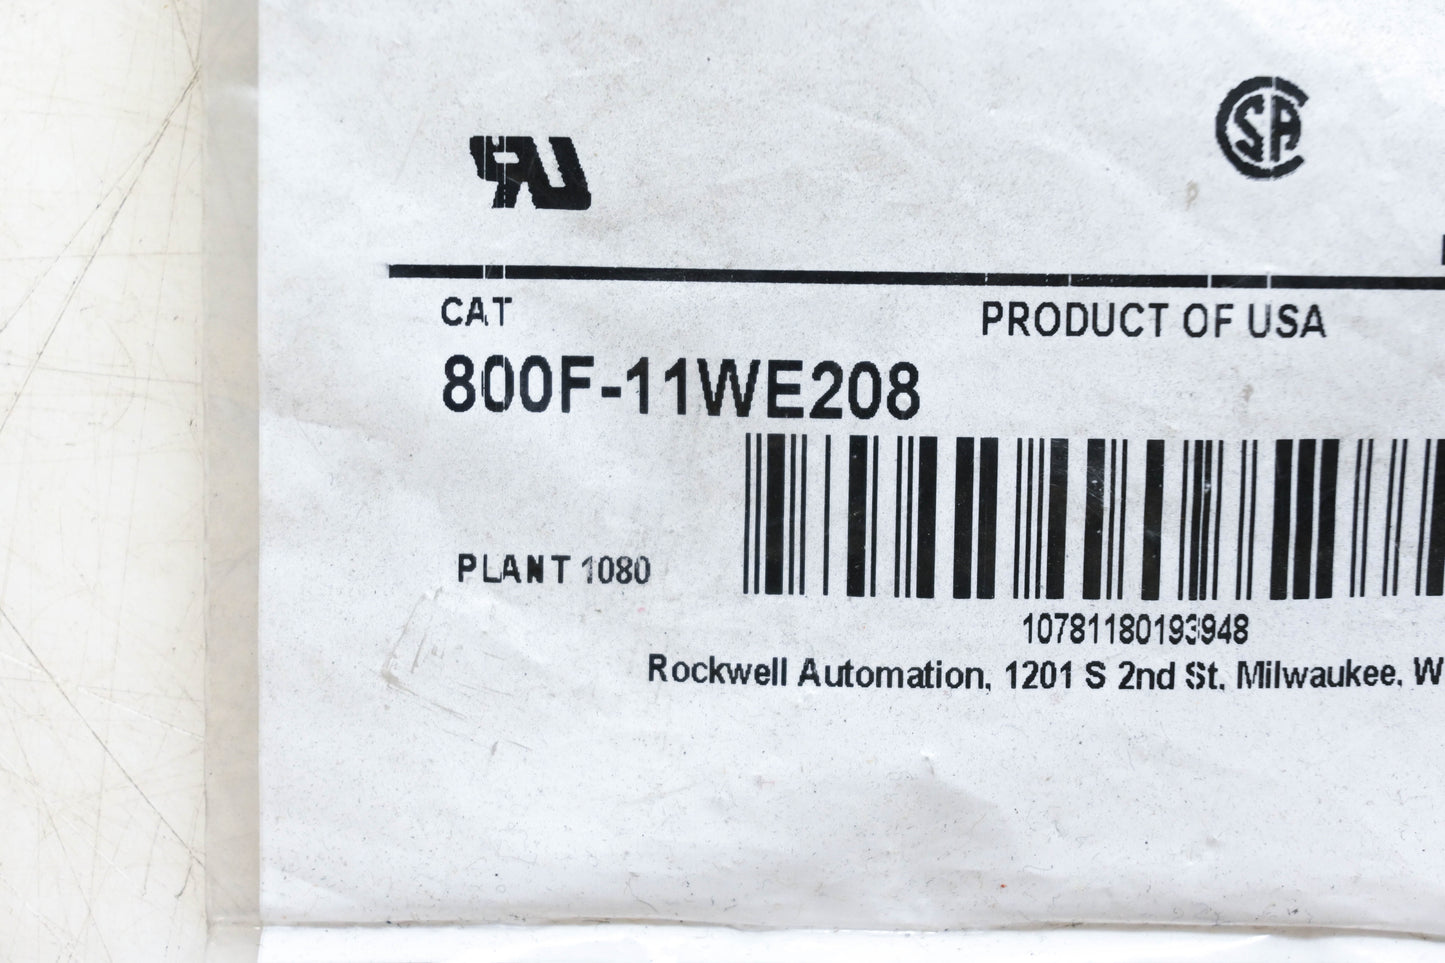 CAT
PRODUCT OF USA
800F-11WE208
PLANT 1080
10781180193948
Rockwell Automation, 1201 S 2nd St, Milwaukee, W